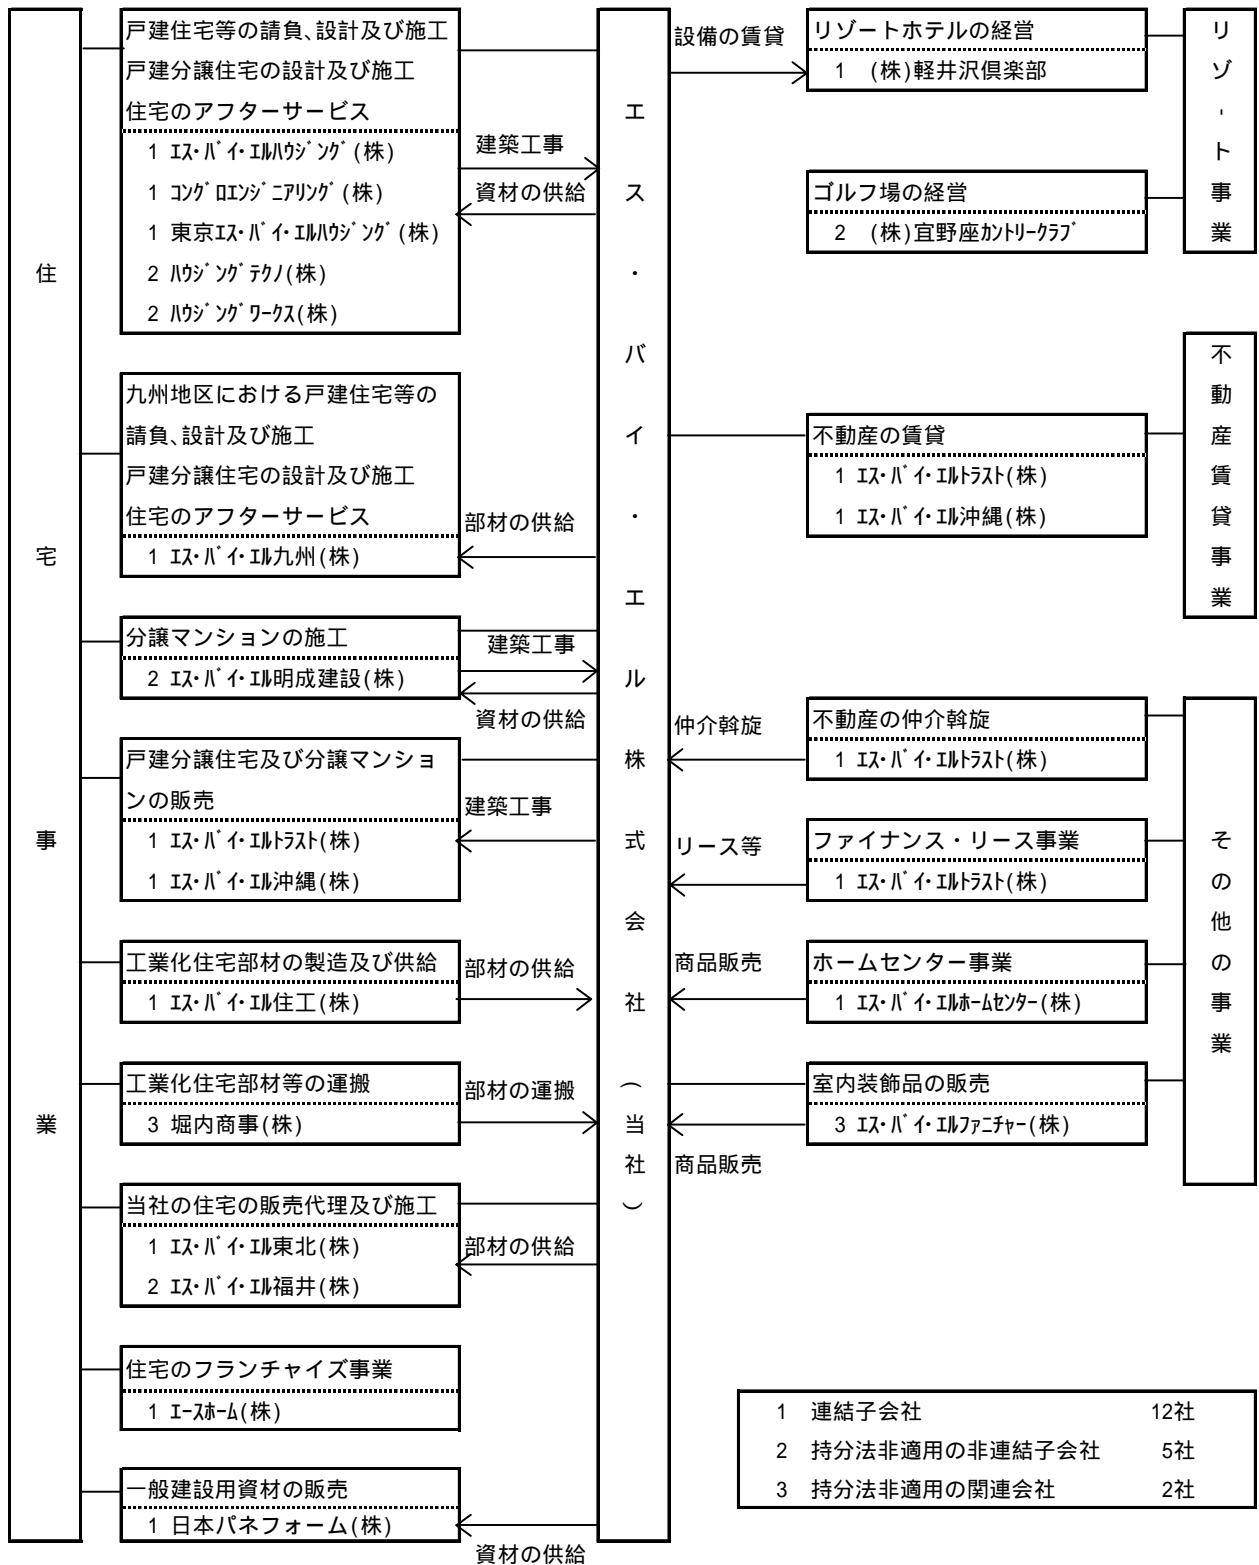 住宅事業
戸建住宅等の請負､設計及び施工
戸建分譲住宅の設計及び施工
住宅のアフターサービス
1 ｴｽ･ﾊﾞｲ･ｴﾙﾊｳｼﾞﾝｸﾞ(株)
1 ｺﾝｸﾞﾛｴﾝｼﾞﾆｱﾘﾝｸﾞ(株)
1 東京ｴｽ･ﾊﾞｲ･ｴﾙﾊｳｼﾞﾝｸﾞ(株)
2 ﾊｳｼﾞﾝｸﾞﾃｸﾉ(株)
2 ﾊｳｼﾞﾝｸﾞﾜｰｸｽ(株)
建築工事
資材の供給
九州地区における戸建住宅等の
請負､設計及び施工
戸建分譲住宅の設計及び施工
住宅のアフターサービス
1 ｴｽ･ﾊﾞｲ･ｴﾙ九州(株)
部材の供給
分譲マンションの施工
2 ｴｽ･ﾊﾞｲ･ｴﾙ明成建設(株)
建築工事
資材の供給
戸建分譲住宅及び分譲マンショ
ンの販売
1 ｴｽ･ﾊﾞｲ･ｴﾙﾄﾗｽﾄ(株)
1 ｴｽ･ﾊﾞｲ･ｴﾙ沖縄(株)
建築工事
工業化住宅部材の製造及び供給
1 ｴｽ･ﾊﾞｲ･ｴﾙ住工(株)
部材の供給
工業化住宅部材等の運搬
3 堀内商事(株)
部材の運搬
当社の住宅の販売代理及び施工
1 ｴｽ･ﾊﾞｲ･ｴﾙ東北(株)
2 ｴｽ･ﾊﾞｲ･ｴﾙ福井(株)
部材の供給
住宅のフランチャイズ事業
1 ｴｰｽﾎｰﾑ(株)
一般建設用資材の販売
1 日本パネフォーム(株)
資材の供給
エス・バイ・エル株式会社(当社)
設備の賃貸
リゾートホテルの経営
1 (株)軽井沢倶楽部
ゴルフ場の経営
2 (株)宜野座ｶﾝﾄﾘｰｸﾗﾌﾞ
リゾ-ト事業
不動産の賃貸
1 ｴｽ･ﾊﾞｲ･ｴﾙﾄﾗｽﾄ(株)
1 ｴｽ･ﾊﾞｲ･ｴﾙ沖縄(株)
不動産賃貸事業
仲介斡旋
不動産の仲介斡旋
1 ｴｽ･ﾊﾞｲ･ｴﾙﾄﾗｽﾄ(株)
リース等
ファイナンス・リース事業
1 ｴｽ･ﾊﾞｲ･ｴﾙﾄﾗｽﾄ(株)
商品販売
ホームセンター事業
1 ｴｽ･ﾊﾞｲ･ｴﾙﾎｰﾑｾﾝﾀｰ(株)
室内装飾品の販売
3 ｴｽ･ﾊﾞｲ･ｴﾙﾌｧﾆﾁｬｰ(株)
商品販売
その他の事業
1 連結子会社 12社
2 持分法非適用の非連結子会社 5社
3 持分法非適用の関連会社 2社